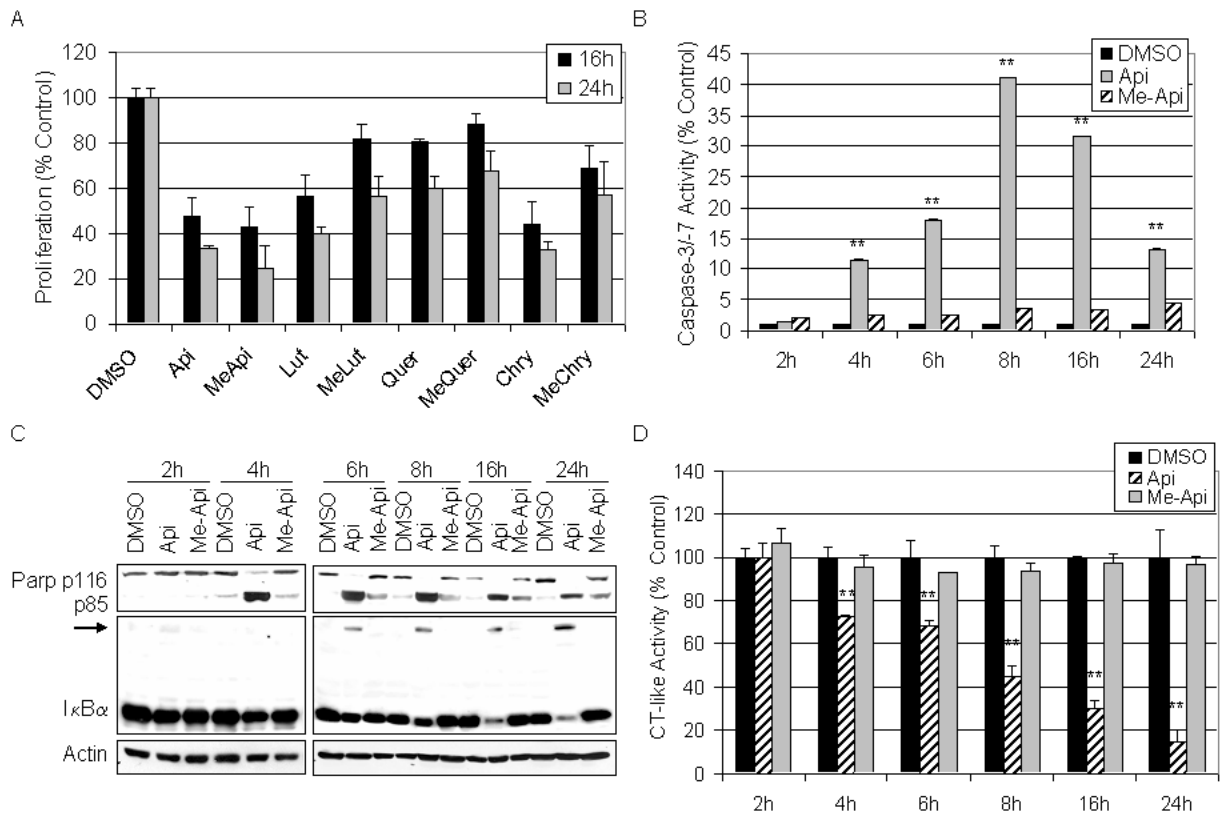 A
Proliferation (% Control)
120
100
80
60
40
20
0
16h
24h
DMSO
Api
MeApi
Lut
MeLut
Quer
MeQuer
Chry
MeChry
B
Caspase-3/-7 Activity (% Control)
45
40
35
30
25
20
15
10
5
0
DMSO
Api
Me-Api
**
**
**
**
**
2h 4h 6h 8h 16h 24h
C
2h 4h 6h 8h 16h 24h
DMSO Api Me-Api DMSO Api Me-Api DMSO Api Me-Api DMSO Api Me-Api DMSO Api Me-Api DMSO Api Me-Api
Parp p116
p85
IκBα
Actin
D
CT-like Activity (% Control)
140
120
100
80
60
40
20
0
DMSO
Api
Me-Api
**
**
**
**
**
2h 4h 6h 8h 16h 24h